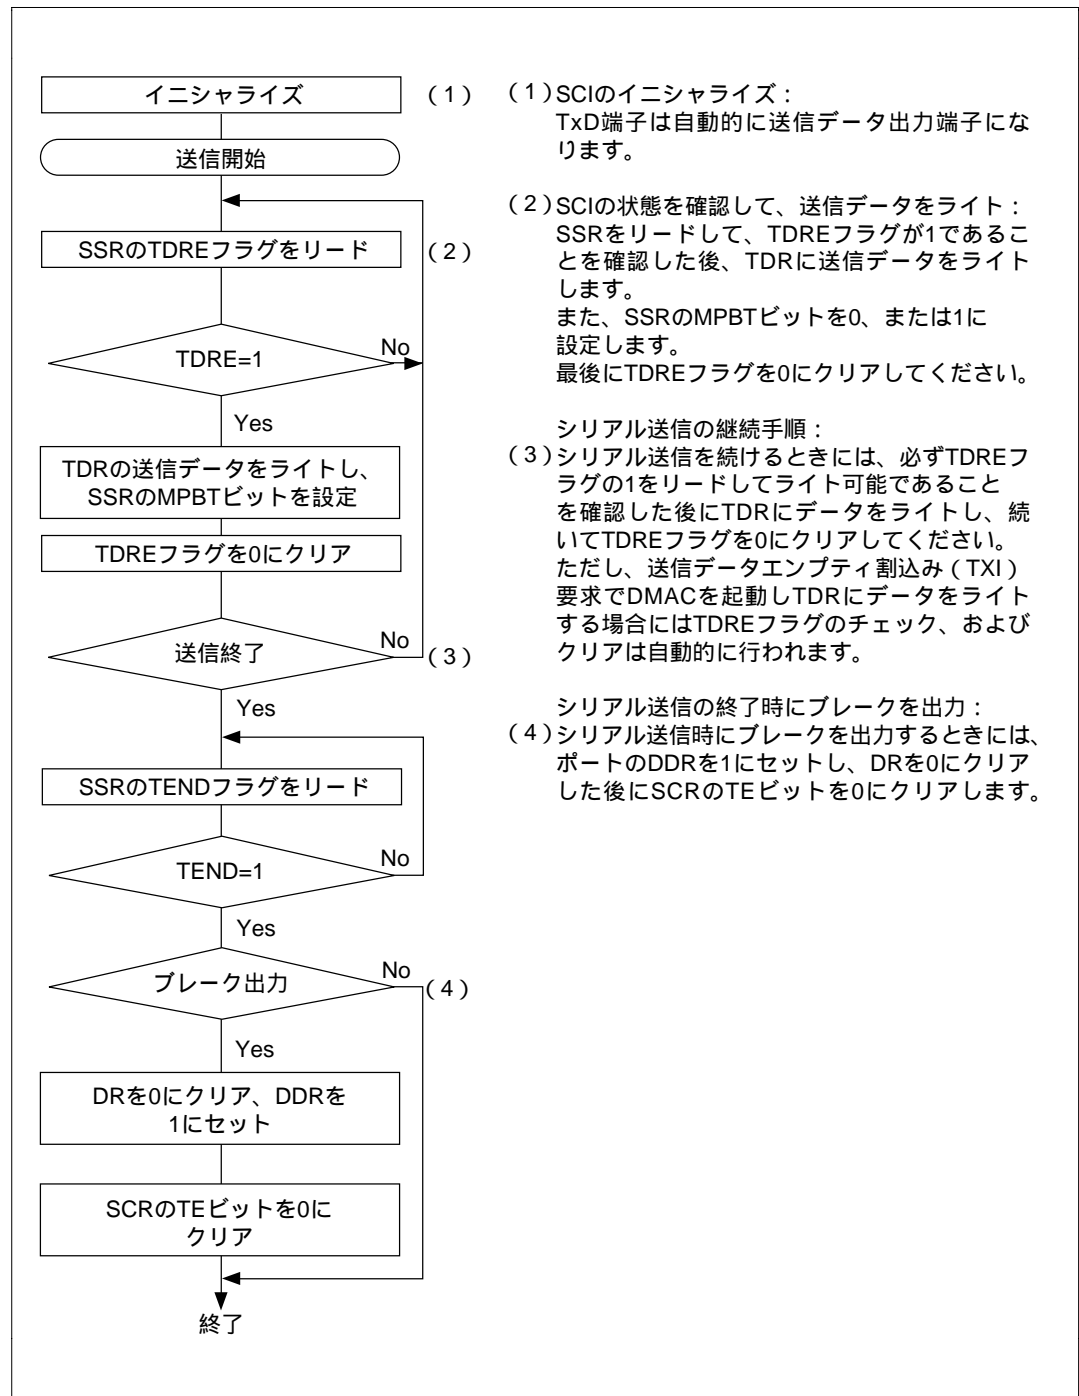 イニシャライズ
(1)
送信開始
SSRのTDREフラグをリード
(2)
TDRE=1
No
Yes
TDRの送信データをライトし、
SSRのMPBTビットを設定
TDREフラグを0にクリア
送信終了
No
(3)
Yes
SSRのTENDフラグをリード
TEND=1
No
Yes
ブレーク出力
No
(4)
Yes
DRを0にクリア、DDRを
1にセット
SCRのTEビットを0に
クリア
終了
(1)SCIのイニシャライズ:
TxD端子は自動的に送信データ出力端子にな
ります。
(2)SCIの状態を確認して、送信データをライト:
SSRをリードして、TDREフラグが1であるこ
とを確認した後、TDRに送信データをライト
します。
また、SSRのMPBTビットを0、または1に
設定します。
最後にTDREフラグを0にクリアしてください。
シリアル送信の継続手順:
(3)シリアル送信を続けるときには、必ずTDREフ
ラグの1をリードしてライト可能であること
を確認した後にTDRにデータをライトし、続
いてTDREフラグを0にクリアしてください。
ただし、送信データエンプティ割込み(TXI)
要求でDMACを起動しTDRにデータをライト
する場合にはTDREフラグのチェック、および
クリアは自動的に行われます。
シリアル送信の終了時にブレークを出力:
(4)シリアル送信時にブレークを出力するときには、
ポートのDDRを1にセットし、DRを0にクリア
した後にSCRのTEビットを0にクリアします。